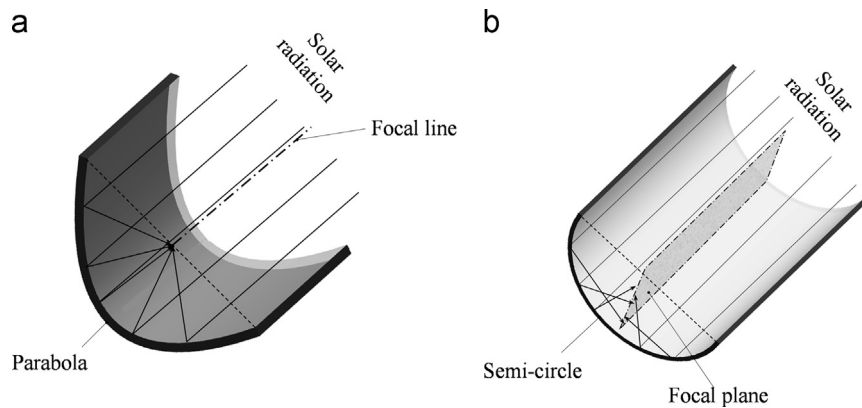 a
Solar
radiation
Focal line
Parabola
b
Solar
radiation
Semi-circle
Focal plane